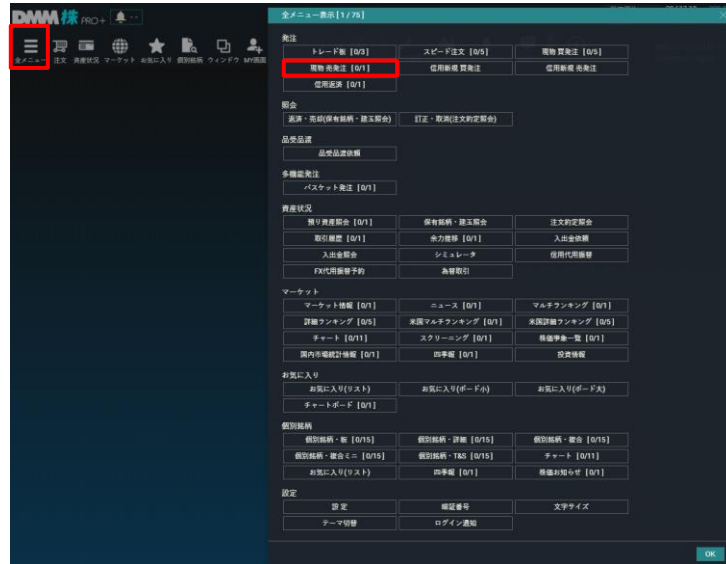 DMM 株 PRO+
全メニュー 注文 資産状況 マーケット お気に入り 個別銘柄 ウィンドウ MY画面
全メニュー表示 [1/75]
発注
トレード板 [0/3] スピード注文 [0/5] 現物 買発注 [0/5]
現物 売発注 [0/1] 信用新規 買発注 信用新規 売発注
信用返済 [0/1]
照会
返済・売却(保有銘柄・建玉照会) 訂正・取消(注文約定照会)
品受品渡
品受品渡依頼
多機能発注
バスケット発注 [0/1]
資産状況
預り資産照会 [0/1] 保有銘柄・建玉照会 注文約定照会
取引履歴 [0/1] 余力推移 [0/1] 入出金依頼
入出金照会 シミュレータ 信用代用振替
FX代用振替予約 為替取引
マーケット
マーケット情報 [0/1] ニュース [0/1] マルチランキング [0/1]
詳細ランキング [0/5] 米国マルチランキング [0/1] 米国詳細ランキング [0/5]
チャート [0/11] スクリーニング [0/1] 株価準備一覧 [0/1]
国内市場統計情報 [0/1] 四季報 [0/1] 投資情報
お気に入り
お気に入り(リスト) お気に入り(ボード小) お気に入り(ボード大)
チャートボード [0/1]
個別銘柄
個別銘柄・板 [0/15] 個別銘柄・詳細 [0/15] 個別銘柄・複合 [0/15]
個別銘柄・複合ミニ [0/15] 個別銘柄・T&S [0/15] チャート [0/11]
お気に入り(リスト) 四季報 [0/1] 株価お知らせ [0/1]
設定
設定 暗証番号 文字サイズ
テーマ切替 ログイン通知
OK